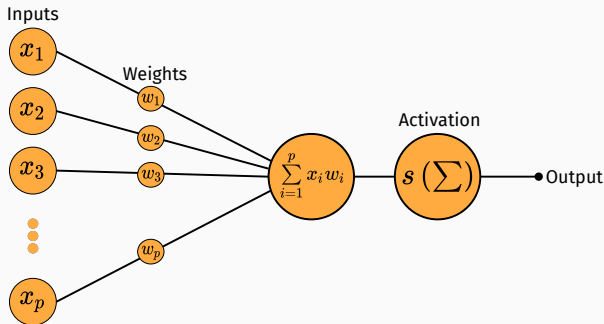 Inputs
x₁
Weights
w₁
x₂
Activation
w₂
x₃
w₃
p
∑ xᵢwᵢ
i=1
s (∑)
Output
wₚ
xₚ